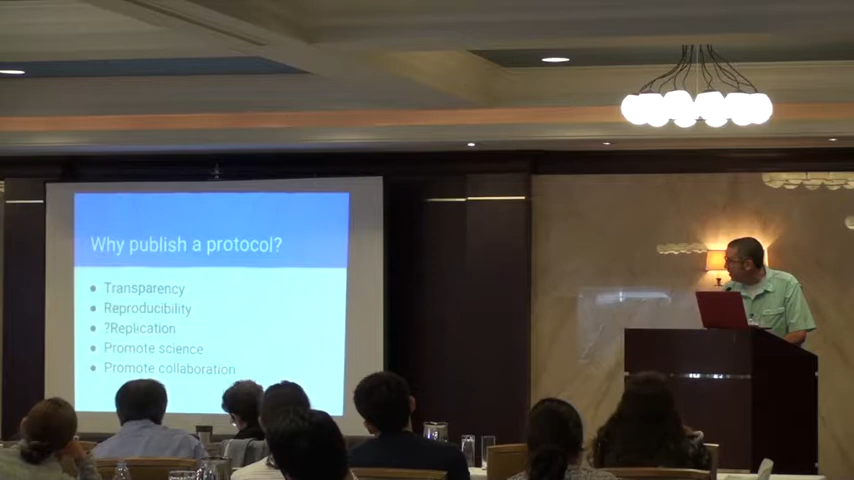 Why publish a protocol?
• Transparency
• Reproducibility
• ?Replication
• Promote science
• Promote collaboration